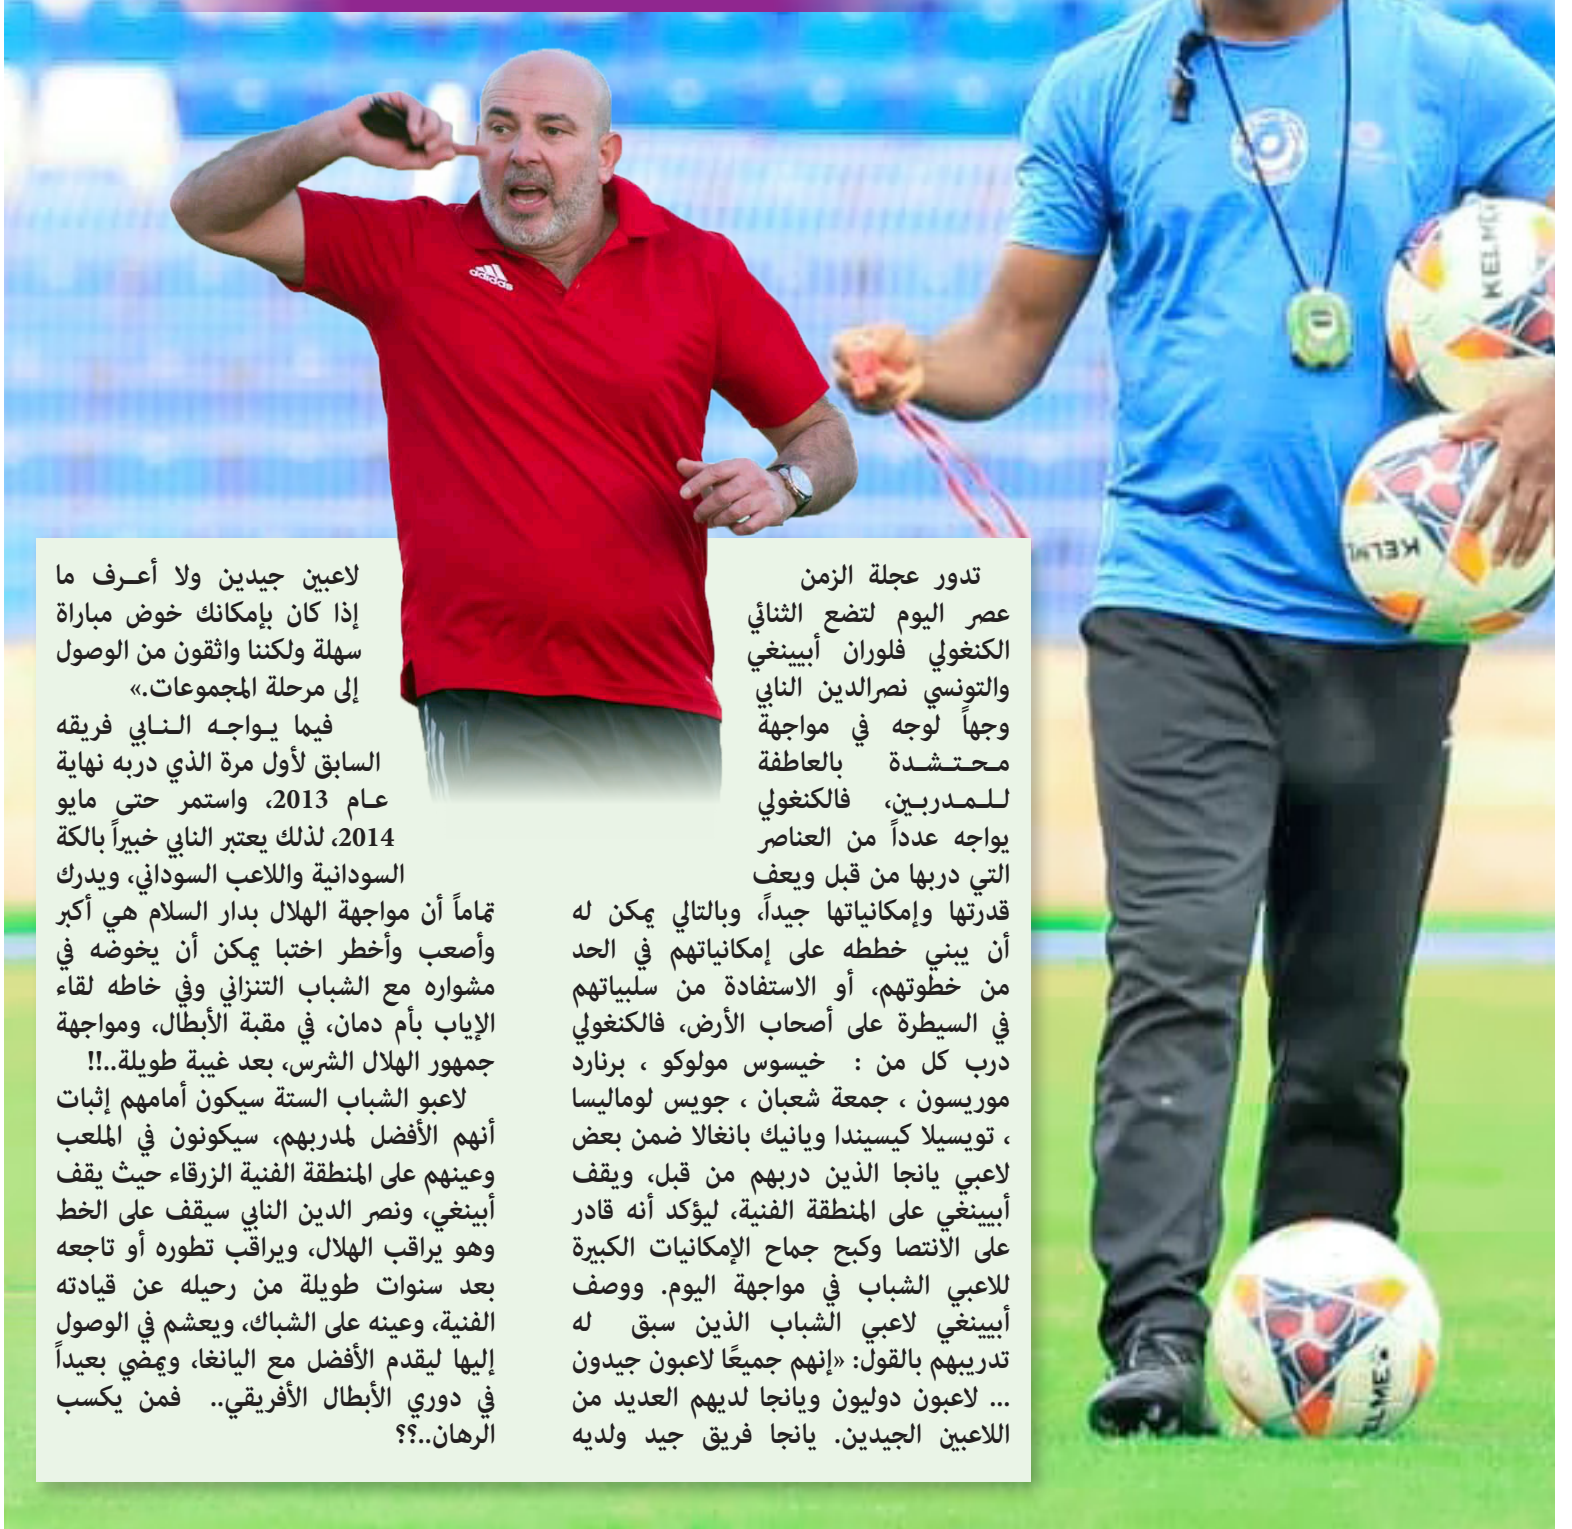 adidas
KELME
KELME
KELME
تدور عجلة الزمن
عصر اليوم لتضع الثنائي
الكنغولي فلوران أبيينغي
والتونسي نصرالدين النابي
وجهاً لوجه في مواجهة
محتشدة بالعاطفة
للمدربين، فالكنغولي
يواجه عدداً من العناصر
التي دربها من قبل ويعف
قدرتها وإمكانياتها جيداً، وبالتالي يمكن له
أن يبني خططه على إمكانياتهم في الحد
من خطوتهم، أو الاستفادة من سلبياتهم
في السيطرة على أصحاب الأرض، فالكنغولي
درب كل من : خيسوس مولوكو ، برنارد
موريسون ، جمعة شعبان ، جويس لوماليسا
، تويسيلا كيسيندا ويانيك بانغالا ضمن بعض
لاعبي يانجا الذين دربهم من قبل، ويقف
أبيينغي على المنطقة الفنية، ليؤكد أنه قادر
على الانتصا وكبح جماح الإمكانيات الكبيرة
للاعبي الشباب في مواجهة اليوم. ووصف
أبيينغي لاعبي الشباب الذين سبق له
تدريبهم بالقول: «إنهم جميعًا لاعبون جيدون
... لاعبون دوليون ويانجا لديهم العديد من
اللاعبين الجيدين. يانجا فريق جيد ولديه
لاعبين جيدين ولا أعرف ما
إذا كان بإمكانك خوض مباراة
سهلة ولكننا واثقون من الوصول
إلى مرحلة المجموعات.»
فيما يواجه النابي فريقه
السابق لأول مرة الذي دربه نهاية
عام 2013، واستمر حتى مايو
2014، لذلك يعتبر النابي خبيراً بالكة
السودانية واللاعب السوداني، ويدرك
تماماً أن مواجهة الهلال بدار السلام هي أكبر
وأصعب وأخطر اختبا يمكن أن يخوضه في
مشواره مع الشباب التنزاني وفي خاطه لقاء
الإياب بأم دمان، في مقبة الأبطال، ومواجهة
جمهور الهلال الشرس، بعد غيبة طويلة..!!
لاعبو الشباب الستة سيكون أمامهم إثبات
أنهم الأفضل لمدربهم، سيكونون في الملعب
وعينهم على المنطقة الفنية الزرقاء حيث يقف
أبينغي، ونصر الدين النابي سيقف على الخط
وهو يراقب الهلال، ويراقب تطوره أو تاجعه
بعد سنوات طويلة من رحيله عن قيادته
الفنية، وعينه على الشباك، ويعشم في الوصول
إليها ليقدم الأفضل مع اليانغا، ويمضي بعيداً
في دوري الأبطال الأفريقي.. فمن يكسب
الرهان..؟؟